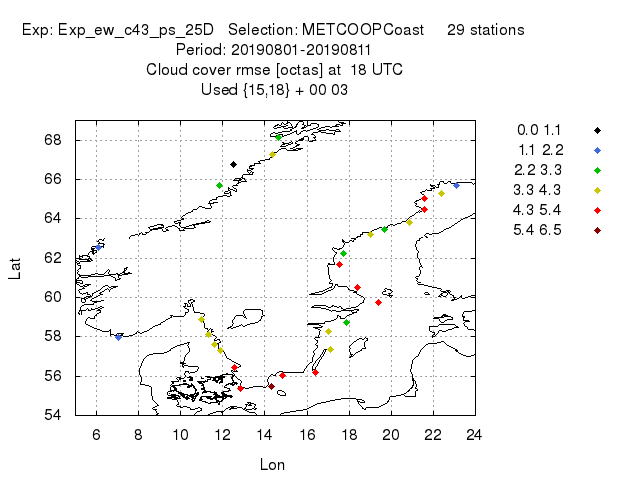 Exp: Exp_ew_c43_ps_25D Selection: METCOOPCoast 29 stations
Period: 20190801-20190811
Cloud cover rmse [octas] at 18 UTC
Used {15,18} + 00 03
68
66
64
62
60
58
56
54
Lat
6 8 10 12 14 16 18 20 22 24
Lon
0.0 1.1
1.1 2.2
2.2 3.3
3.3 4.3
4.3 5.4
5.4 6.5